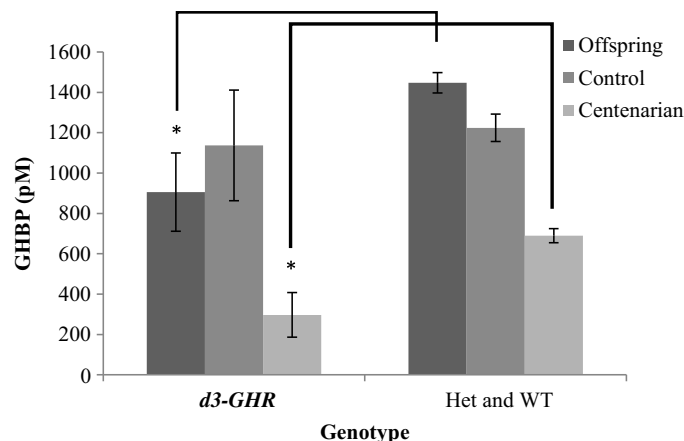 1600
1400
1200
1000
800
600
400
200
0
GHBP (pM)
*
*
Offspring
Control
Centenarian
d3-GHR
Het and WT
Genotype